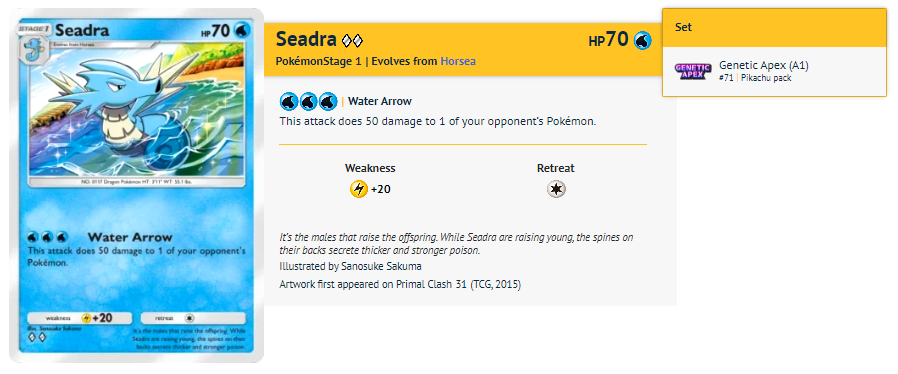 STAGE 1
Seadra
HP70
Evolves from Horsea
NO. 0117 Dragon Pokémon HT: 3'11" WT: 55.1 lbs.
Water Arrow
This attack does 50 damage to 1 of your opponent's
Pokémon.
weakness +20 retreat
Illus. Sanosuke Sakuma
It's the males that raise the offspring. While
Seadra are raising young, the spines on their
backs secrete thicker and stronger poison.
Seadra
HP70
PokémonStage 1 | Evolves from Horsea
| Water Arrow
This attack does 50 damage to 1 of your opponent's Pokémon.
Weakness Retreat
+20
It's the males that raise the offspring. While Seadra are raising young, the spines on
their backs secrete thicker and stronger poison.
Illustrated by Sanosuke Sakuma
Artwork first appeared on Primal Clash 31 (TCG, 2015)
Set
GENETIC
APEX
Genetic Apex (A1)
#71 | Pikachu pack